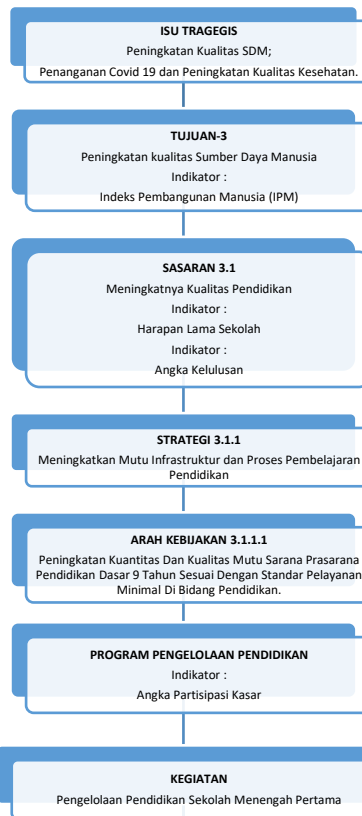 ISU TRAGEGIS
Peningkatan Kualitas SDM;
Penanganan Covid 19 dan Peningkatan Kualitas Kesehatan.
TUJUAN-3
Peningkatan kualitas Sumber Daya Manusia
Indikator :
Indeks Pembangunan Manusia (IPM)
SASARAN 3.1
Meningkatnya Kualitas Pendidikan
Indikator :
Harapan Lama Sekolah
Indikator :
Angka Kelulusan
STRATEGI 3.1.1
Meningkatkan Mutu Infrastruktur dan Proses Pembelajaran
Pendidikan
ARAH KEBIJAKAN 3.1.1.1
Peningkatan Kuantitas Dan Kualitas Mutu Sarana Prasarana
Pendidikan Dasar 9 Tahun Sesuai Dengan Standar Pelayanan
Minimal Di Bidang Pendidikan.
PROGRAM PENGELOLAAN PENDIDIKAN
Indikator :
Angka Partisipasi Kasar
KEGIATAN
Pengelolaan Pendidikan Sekolah Menengah Pertama